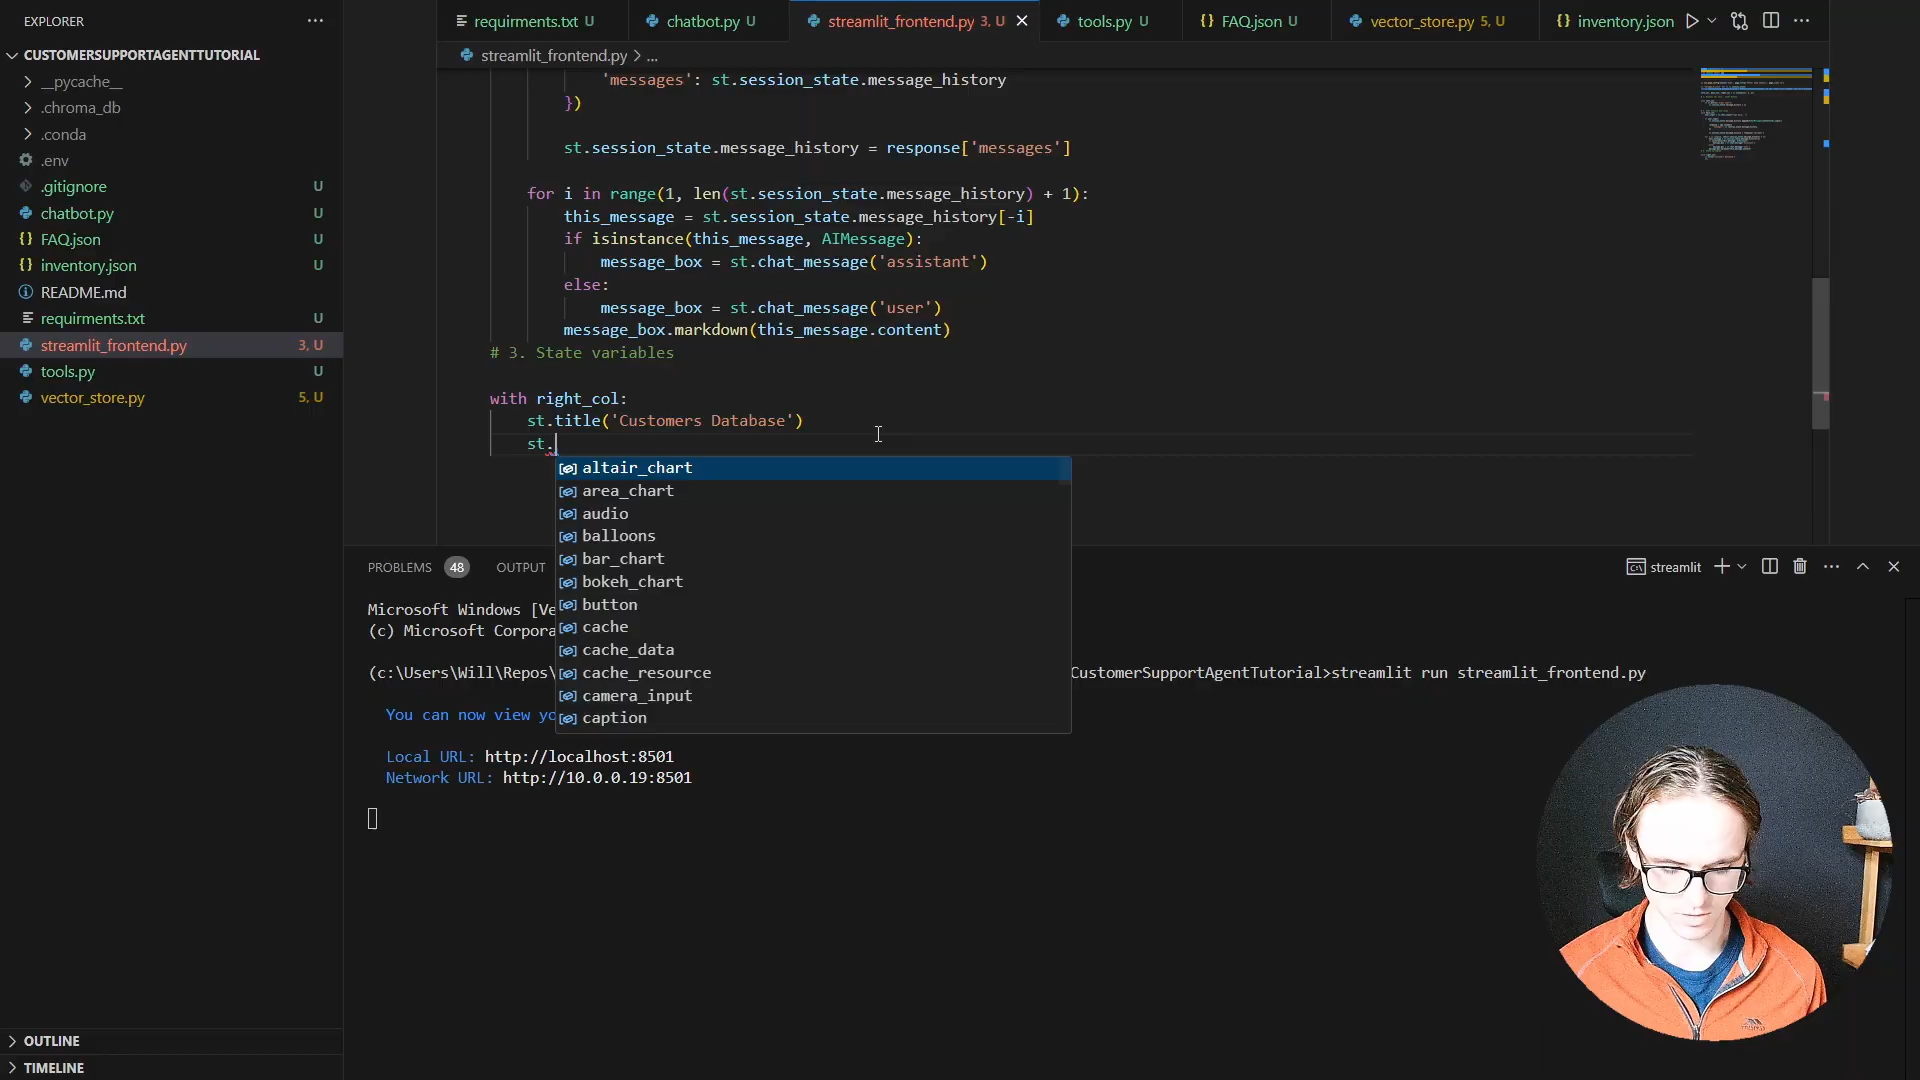 EXPLORER
CUSTOMERSUPPORTAGENTTUTORIAL
__pycache__
.chroma_db
.conda
.env
.gitignore U
chatbot.py U
FAQ.json U
inventory.json U
README.md
requirments.txt U
streamlit_frontend.py 3, U
tools.py U
vector_store.py 5, U
OUTLINE
TIMELINE
requirments.txt U
chatbot.py U
streamlit_frontend.py 3, U
tools.py U
FAQ.json U
vector_store.py 5, U
inventory.json
streamlit_frontend.py > ...
'messages': st.session_state.message_history
})
st.session_state.message_history = response['messages']
for i in range(1, len(st.session_state.message_history) + 1):
this_message = st.session_state.message_history[-i]
if isinstance(this_message, AIMessage):
message_box = st.chat_message('assistant')
else:
message_box = st.chat_message('user')
message_box.markdown(this_message.content)
# 3. State variables
with right_col:
st.title('Customers Database')
st.
altair_chart
area_chart
audio
balloons
bar_chart
bokeh_chart
button
cache
cache_data
cache_resource
camera_input
caption
PROBLEMS 48 OUTPUT
streamlit
Microsoft Windows [Ve
(c) Microsoft Corpora
(c:\Users\Will\Repos\ CustomerSupportAgentTutorial>streamlit run streamlit_frontend.py
You can now view yo
Local URL: http://localhost:8501
Network URL: http://10.0.0.19:8501